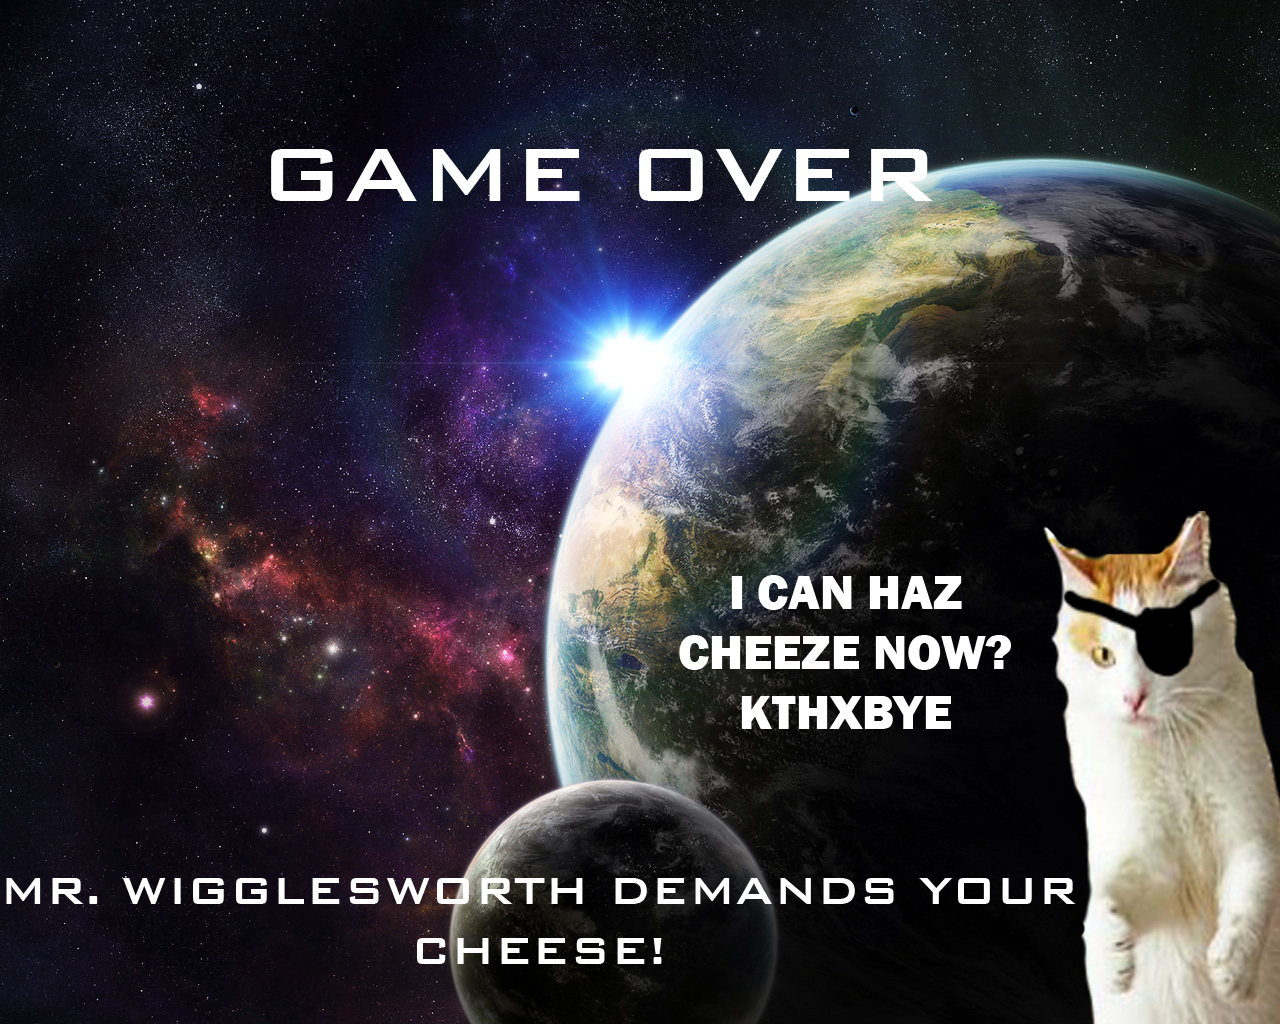 GAME OVER
I CAN HAZ
CHEEZE NOW?
KTHXBYE
MR. WIGGLESWORTH DEMANDS YOUR
CHEESE!